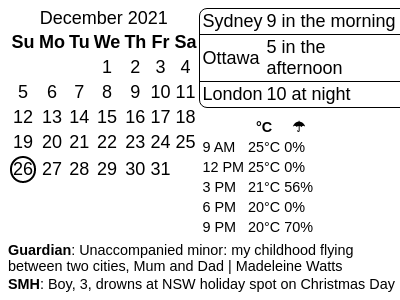 December 2021
Su Mo Tu We Th Fr Sa
1 2 3 4
5 6 7 8 9 10 11
12 13 14 15 16 17 18
19 20 21 22 23 24 25
26 27 28 29 30 31
Sydney 9 in the morning
Ottawa 5 in the
afternoon
London 10 at night
°C ☂
9 AM 25°C 0%
12 PM 25°C 0%
3 PM 21°C 56%
6 PM 20°C 0%
9 PM 20°C 70%
Guardian: Unaccompanied minor: my childhood flying
between two cities, Mum and Dad | Madeleine Watts
SMH: Boy, 3, drowns at NSW holiday spot on Christmas Day